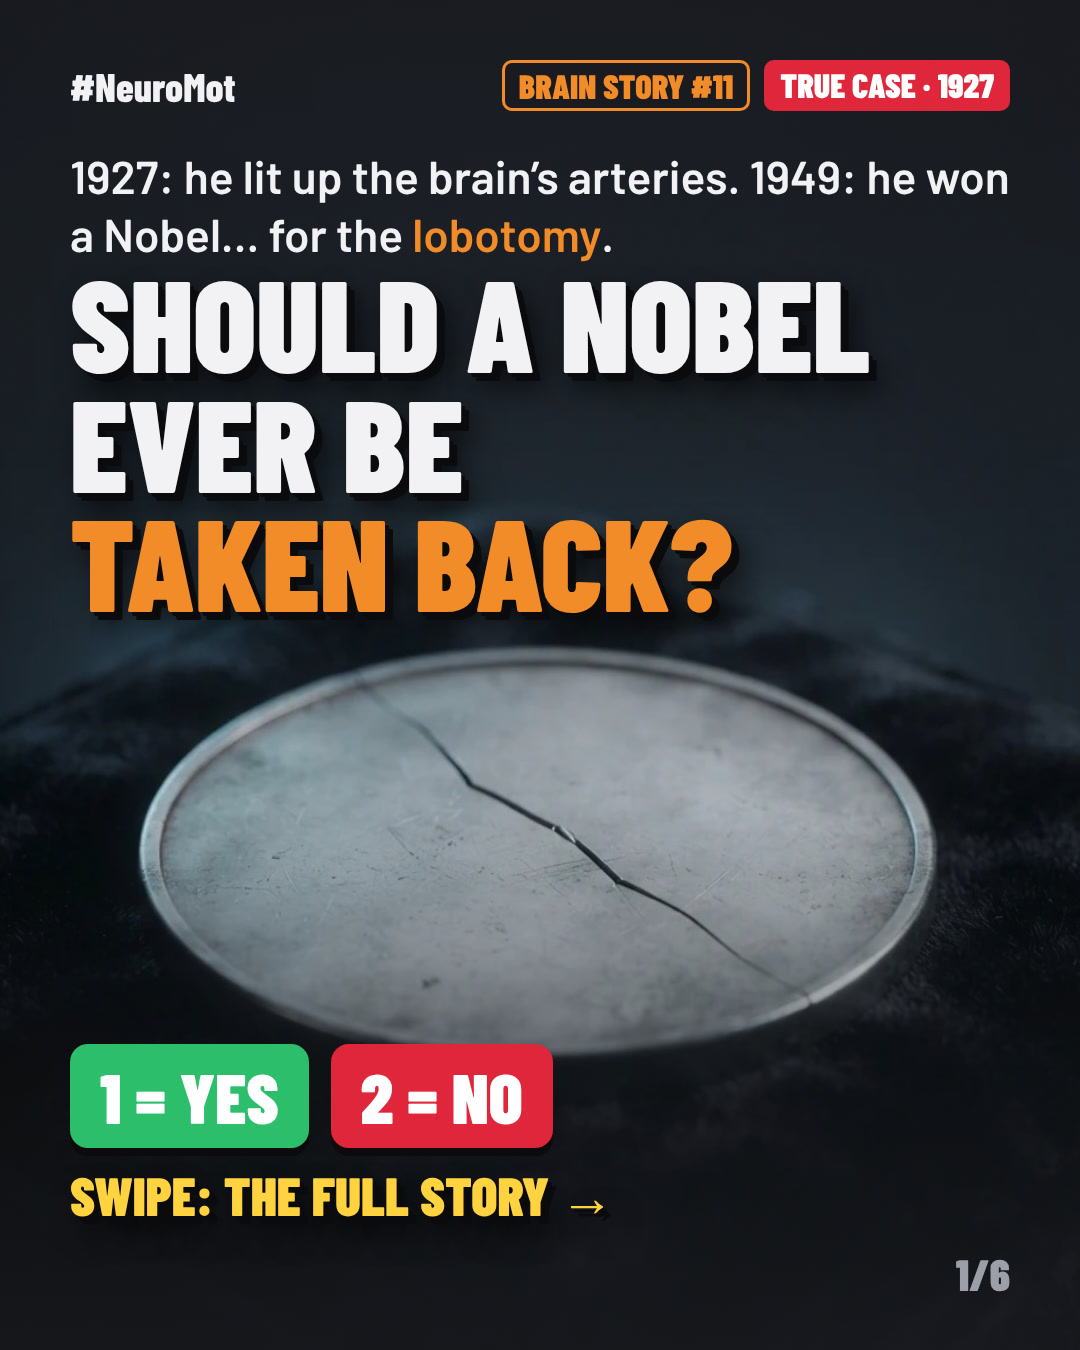 #NeuroMot
BRAIN STORY #11
TRUE CASE · 1927
1927: he lit up the brain’s arteries. 1949: he won
a Nobel… for the lobotomy.
SHOULD A NOBEL
EVER BE
TAKEN BACK?
1 = YES
2 = NO
SWIPE: THE FULL STORY →
1/6